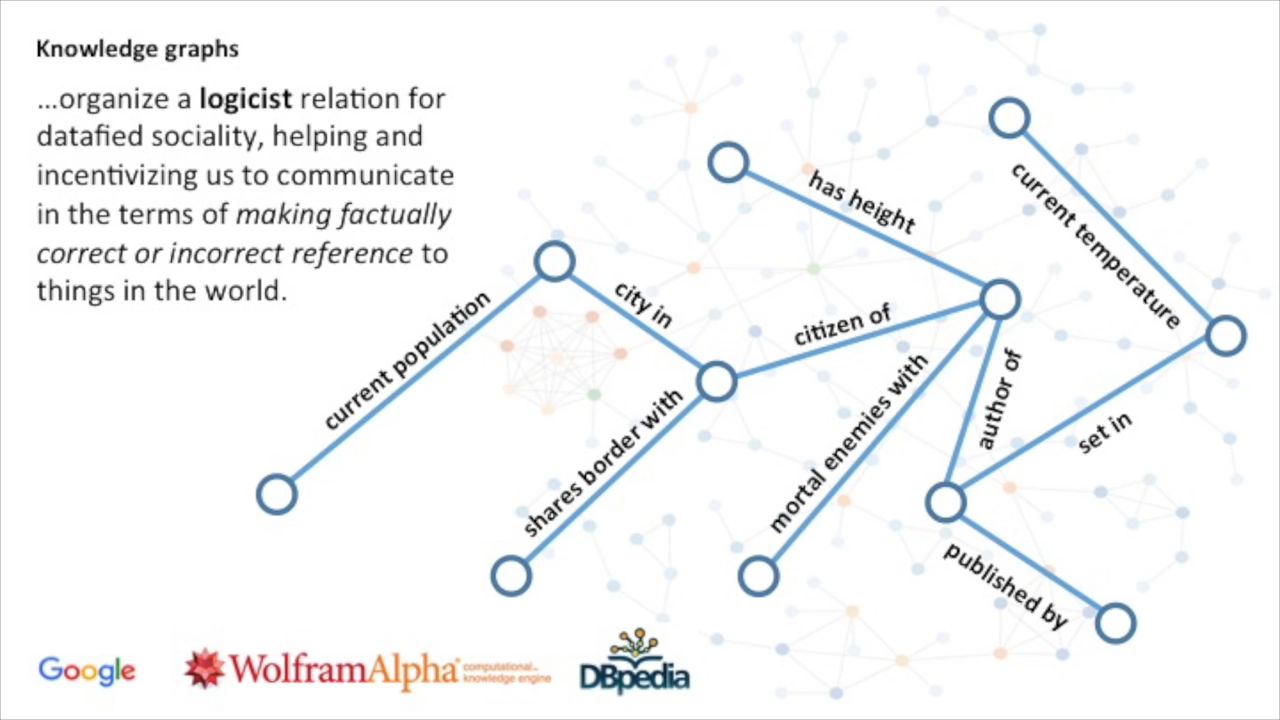 Knowledge graphs
...organize a logicist relation for
datafied sociality, helping and
incentivizing us to communicate
in the terms of making factually
correct or incorrect reference to
things in the world.
has height
current temperature
city in
current population
citizen of
shares border with
mortal enemies with
author of
set in
published by
Google
WolframAlpha computational...
knowledge engine
DBpedia